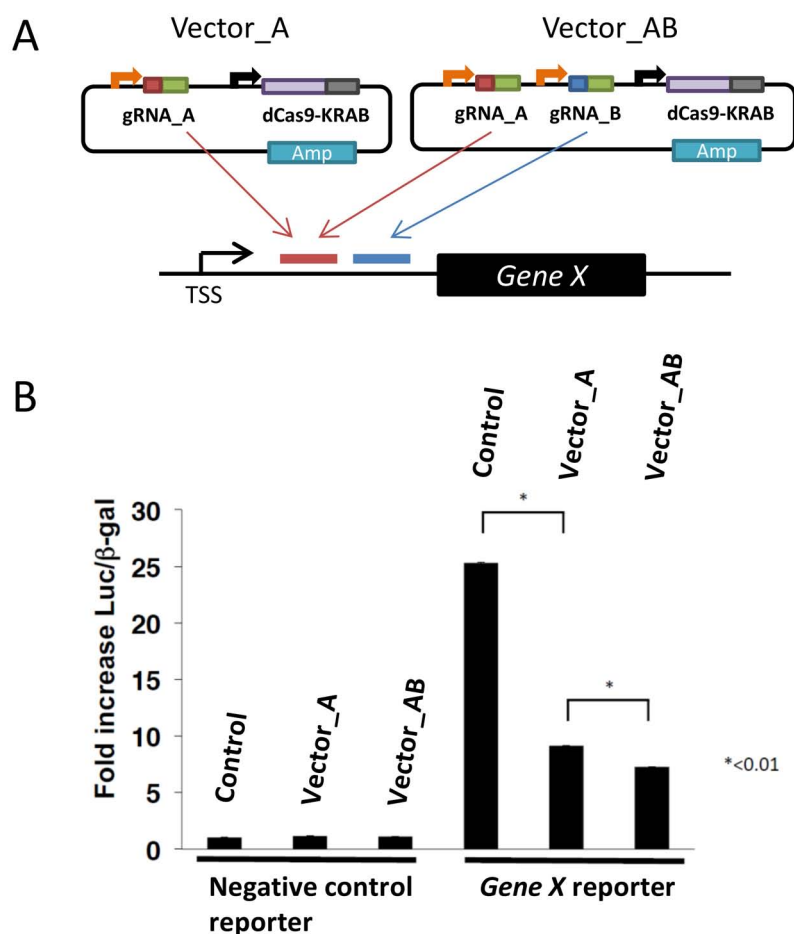 A
Vector_A
Vector_AB
gRNA_A
dCas9-KRAB
Amp
gRNA_A
gRNA_B
dCas9-KRAB
Amp
TSS
Gene X
B
Control
Vector_A
Vector_AB
Fold increase Luc/β-gal
30
25
20
15
10
5
0
*
*
Control
Vector_A
Vector_AB
*<0.01
Negative control
reporter
Gene X reporter